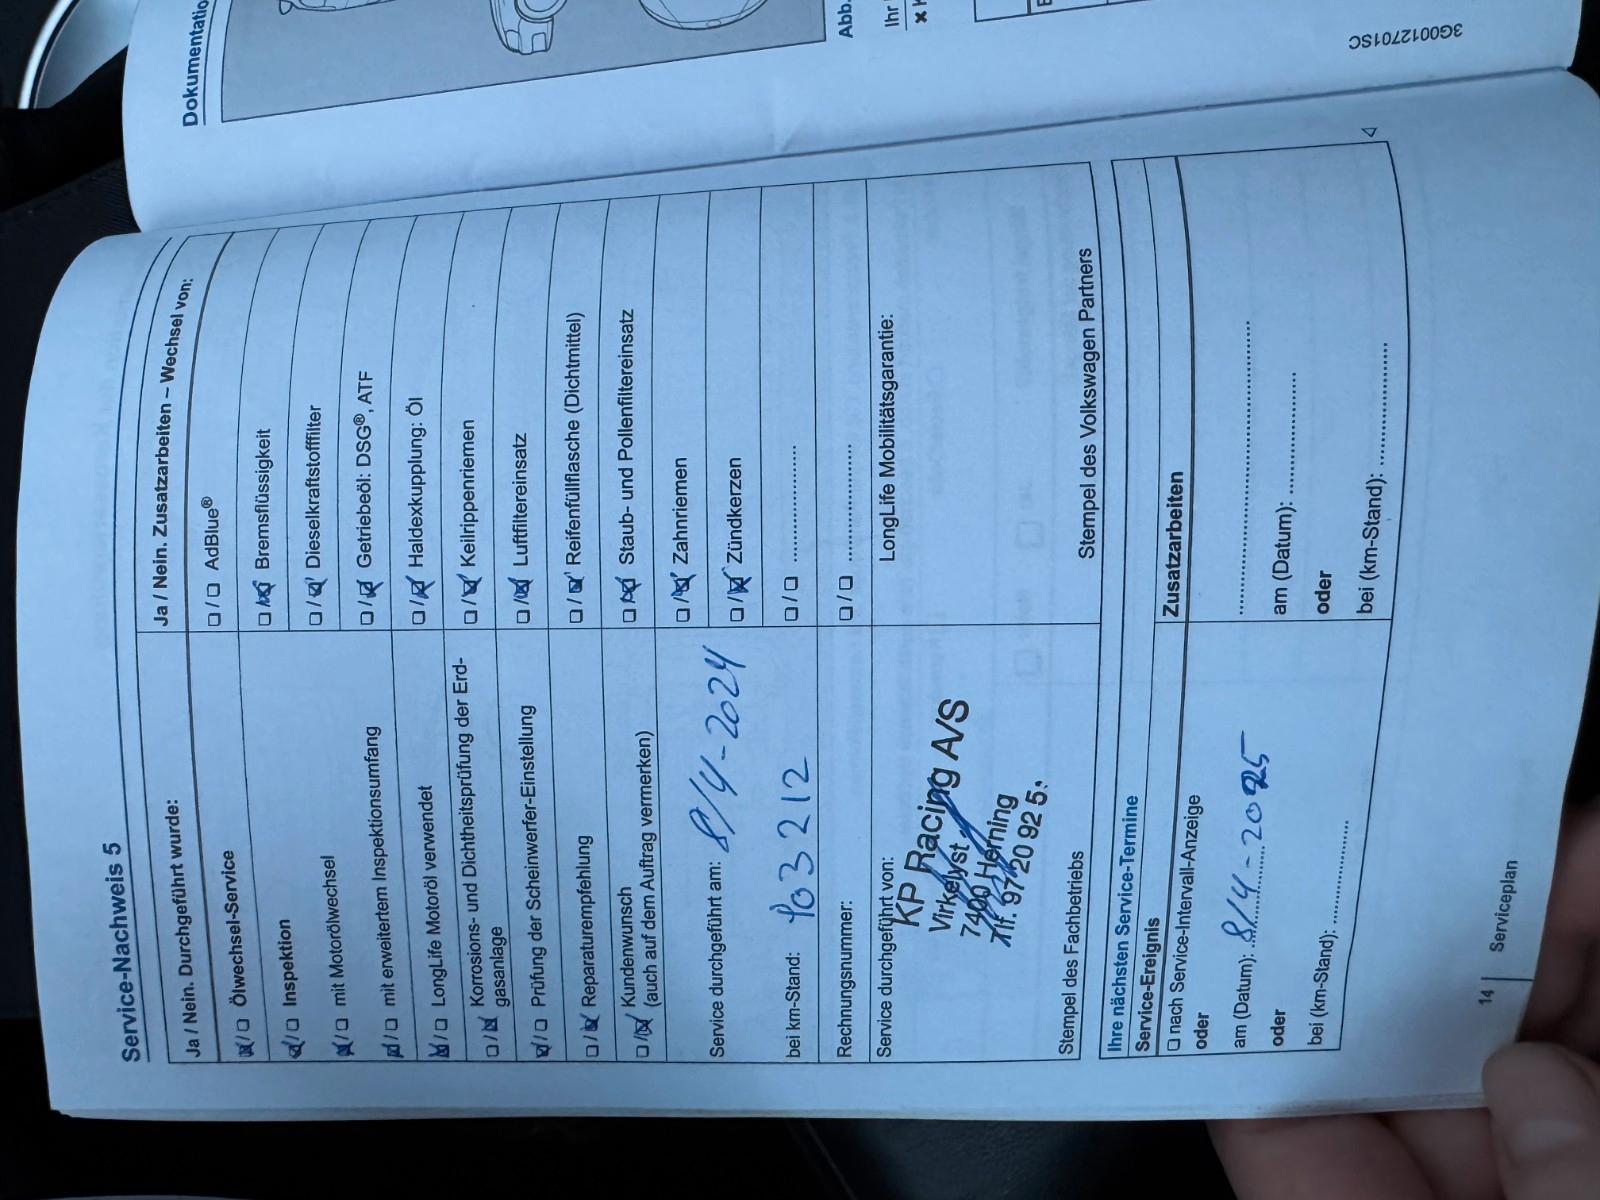 Service-Nachweis 5
Ja / Nein. Durchgeführt wurde:
☒/☐ Ölwechsel-Service
☒/☐ Inspektion
☒/☐ mit Motorölwechsel
☒/☐ mit erweitertem Inspektionsumfang
☒/☐ LongLife Motoröl verwendet
☐/☒ Korrosions- und Dichtheitsprüfung der Erd-
gasanlage
☒/☐ Prüfung der Scheinwerfer-Einstellung
☐/☒ Reparaturempfehlung
☐/☒ Kundenwunsch
(auch auf dem Auftrag vermerken)
Service durchgeführt am: 8/4-2024
bei km-Stand: 103212
Rechnungsnummer:
Service durchgeführt von:
KP Racing A/S
Virkelyst
7400 Herning
Tlf. 97 20 92 5
Stempel des Fachbetriebs
Ja / Nein. Zusatzarbeiten – Wechsel von:
☐/☐ AdBlue®
☐/☒ Bremsflüssigkeit
☐/☒ Dieselkraftstofffilter
☐/☒ Getriebeöl: DSG®, ATF
☐/☒ Haldexkupplung: Öl
☐/☒ Keilrippenriemen
☐/☒ Luftfiltereinsatz
☐/☒ Reifenfüllflasche (Dichtmittel)
☐/☒ Staub- und Pollenfiltereinsatz
☐/☒ Zahnriemen
☐/☒ Zündkerzen
☐/☐ ....................
☐/☐ ....................
LongLife Mobilitätsgarantie:
Stempel des Volkswagen Partners
Ihre nächsten Service-Termine
Service-Ereignis
☐ nach Service-Intervall-Anzeige
oder
am (Datum): 8/4-2025
oder
bei (km-Stand): ....................
Zusatzarbeiten
........................................
am (Datum): ....................
oder
bei (km-Stand): ....................
14 | Serviceplan
Dokumentatio
Abb.
Ihr
3G0012701SC